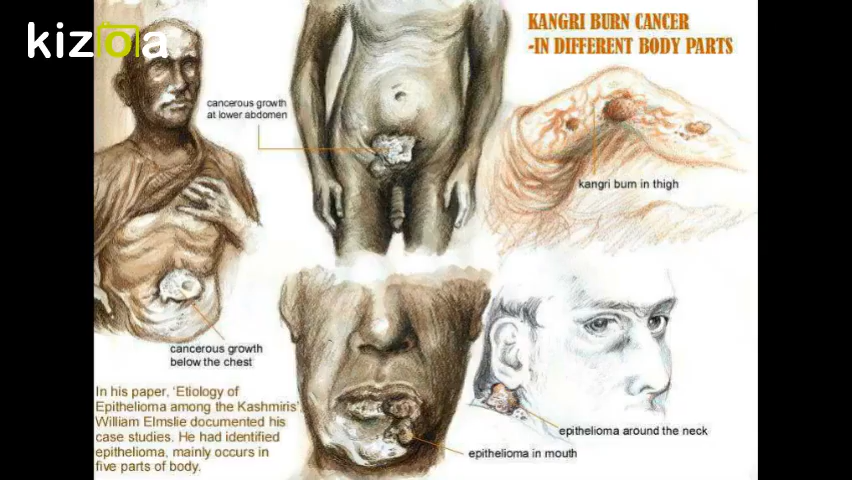 kizoa
KANGRI BURN CANCER
-IN DIFFERENT BODY PARTS
cancerous growth
at lower abdomen
kangri burn in thigh
cancerous growth
below the chest
In his paper, 'Etiology of
Epithelioma among the Kashmiris',
William Elmslie documented his
case studies. He had identified
epithelioma, mainly occurs in
five parts of body.
epithelioma around the neck
epithelioma in mouth